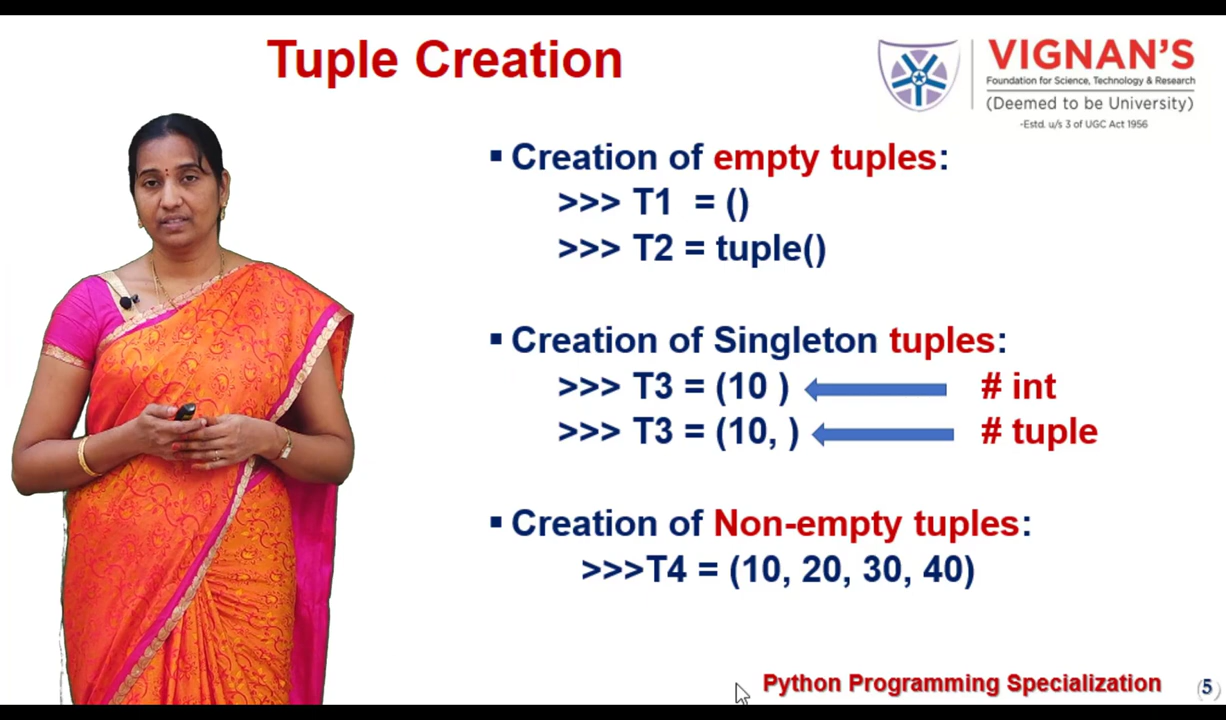 Tuple Creation
VIGNAN'S
Foundation for Science, Technology & Research
(Deemed to be University)
-Estd. u/s 3 of UGC Act 1956
▪ Creation of empty tuples:
>>> T1 = ()
>>> T2 = tuple()
▪ Creation of Singleton tuples:
>>> T3 = (10 ) # int
>>> T3 = (10, ) # tuple
▪ Creation of Non-empty tuples:
>>>T4 = (10, 20, 30, 40)
Python Programming Specialization
5